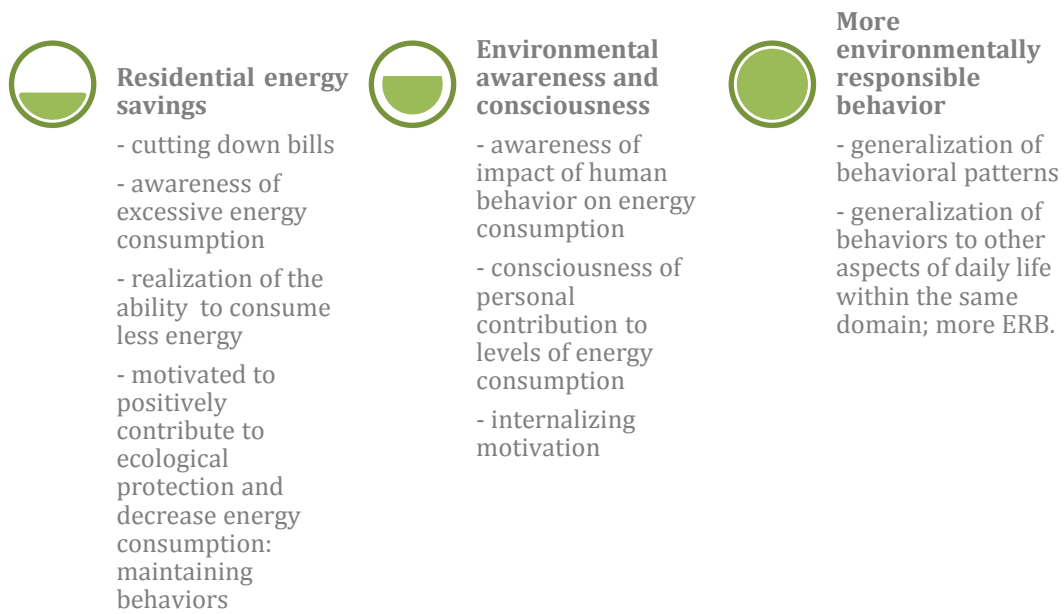 Residential energy
savings
- cutting down bills
- awareness of
excessive energy
consumption
- realization of the
ability to consume
less energy
- motivated to
positively
contribute to
ecological
protection and
decrease energy
consumption:
maintaining
behaviors
Environmental
awareness and
consciousness
- awareness of
impact of human
behavior on energy
consumption
- consciousness of
personal
contribution to
levels of energy
consumption
- internalizing
motivation
More
environmentally
responsible
behavior
- generalization of
behavioral patterns
- generalization of
behaviors to other
aspects of daily life
within the same
domain; more ERB.